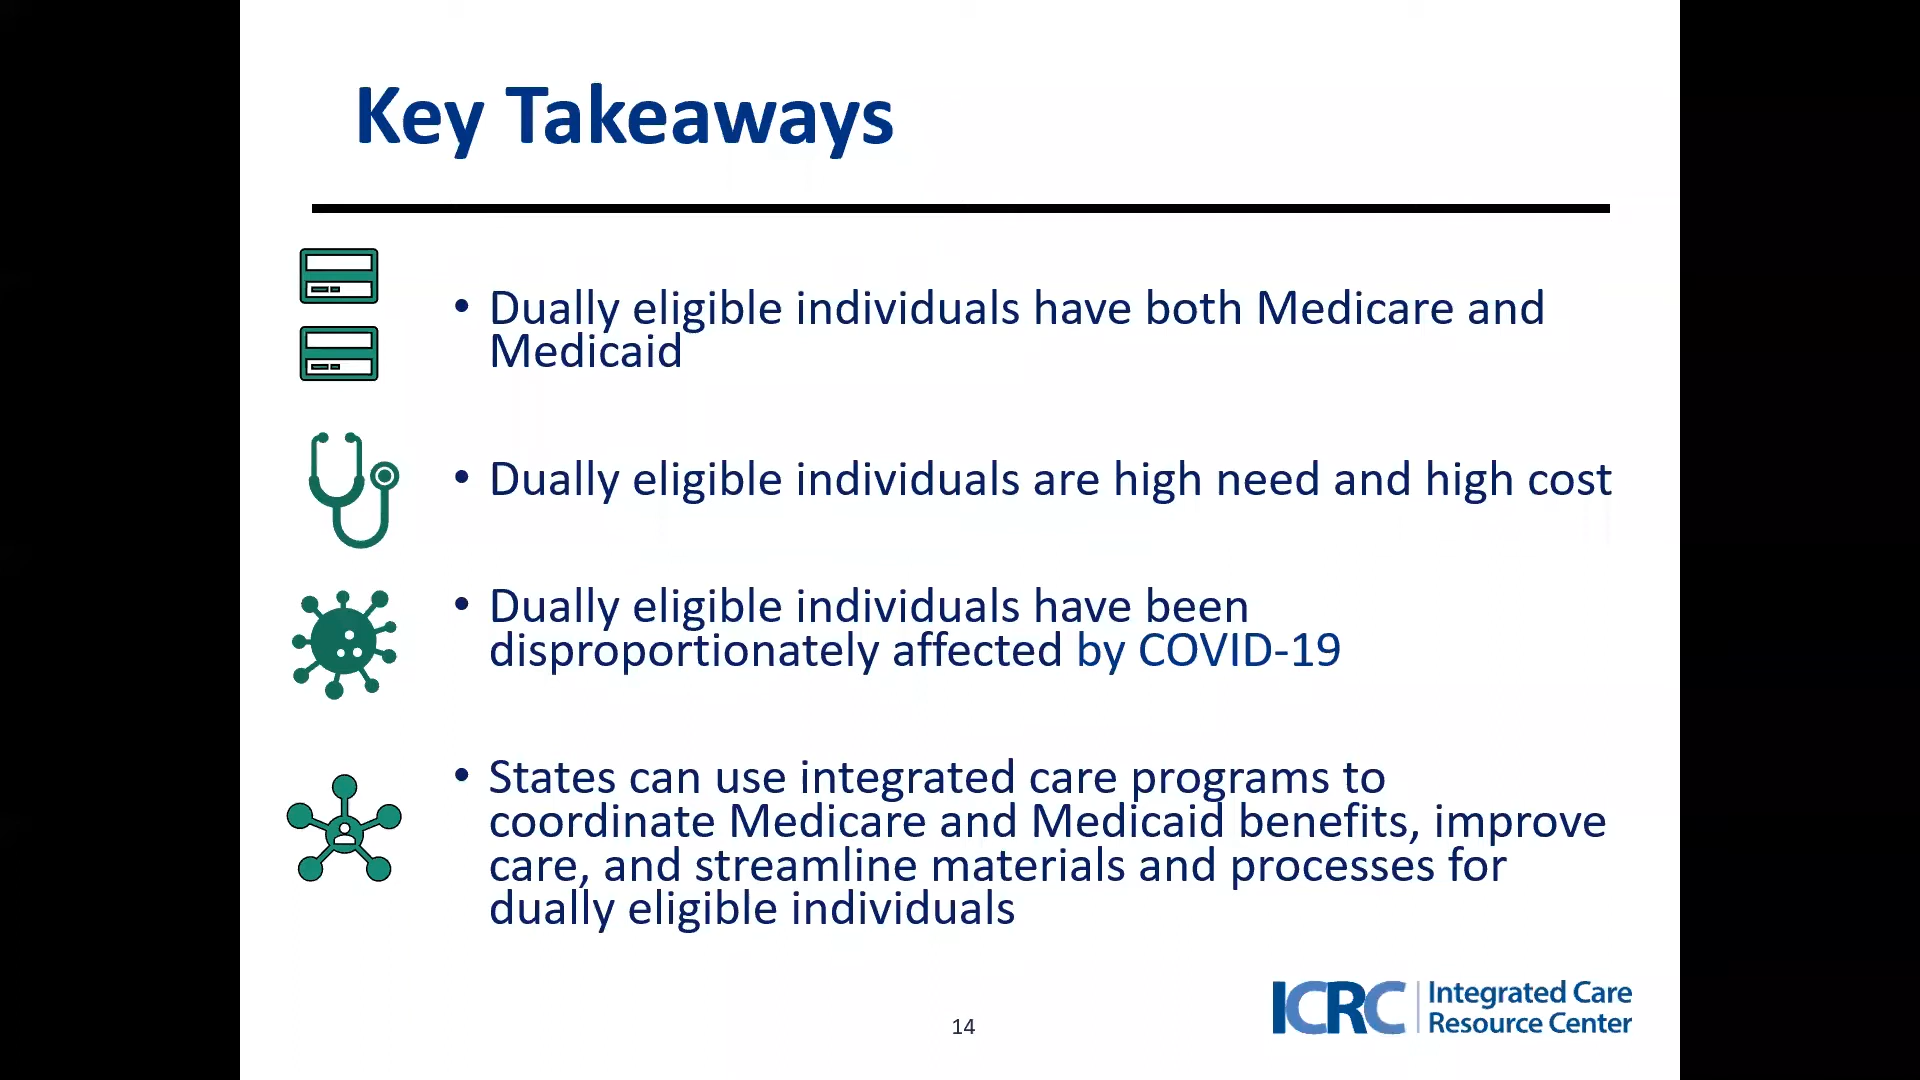 Key Takeaways
• Dually eligible individuals have both Medicare and
Medicaid
• Dually eligible individuals are high need and high cost
• Dually eligible individuals have been
disproportionately affected by COVID-19
• States can use integrated care programs to
coordinate Medicare and Medicaid benefits, improve
care, and streamline materials and processes for
dually eligible individuals
14
ICRC
Integrated Care
Resource Center